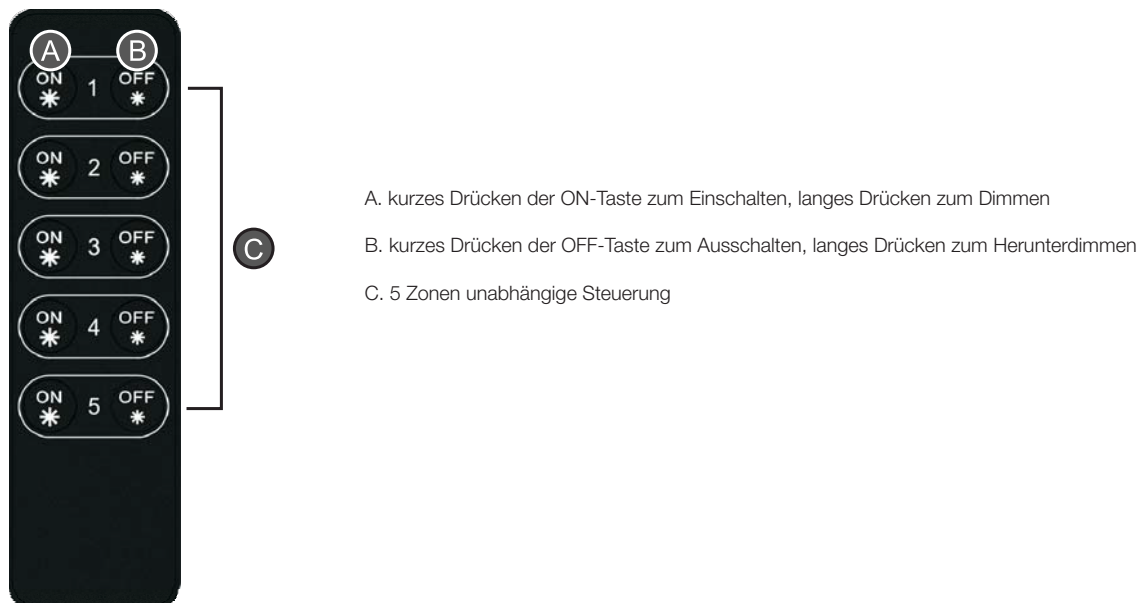 A B
ON 1 OFF
ON 2 OFF
ON 3 OFF
ON 4 OFF
ON 5 OFF
C
A. kurzes Drücken der ON-Taste zum Einschalten, langes Drücken zum Dimmen
B. kurzes Drücken der OFF-Taste zum Ausschalten, langes Drücken zum Herunterdimmen
C. 5 Zonen unabhängige Steuerung